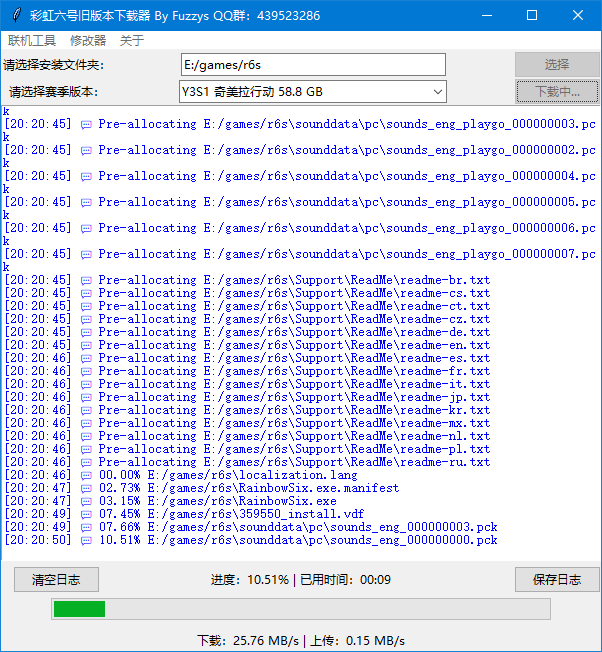 彩虹六号旧版本下载器 By Fuzzys QQ群：439523286
联机工具 修改器 关于
请选择安装文件夹： E:/games/r6s 选择
请选择赛季版本： Y3S1 奇美拉行动 58.8 GB 下载中...
k
[20:20:45] 💬 Pre-allocating E:/games/r6s\sounddata\pc\sounds_eng_playgo_000000003.pc
k
[20:20:45] 💬 Pre-allocating E:/games/r6s\sounddata\pc\sounds_eng_playgo_000000002.pc
k
[20:20:45] 💬 Pre-allocating E:/games/r6s\sounddata\pc\sounds_eng_playgo_000000004.pc
k
[20:20:45] 💬 Pre-allocating E:/games/r6s\sounddata\pc\sounds_eng_playgo_000000005.pc
k
[20:20:45] 💬 Pre-allocating E:/games/r6s\sounddata\pc\sounds_eng_playgo_000000006.pc
k
[20:20:45] 💬 Pre-allocating E:/games/r6s\sounddata\pc\sounds_eng_playgo_000000007.pc
k
[20:20:45] 💬 Pre-allocating E:/games/r6s\Support\ReadMe\readme-br.txt
[20:20:45] 💬 Pre-allocating E:/games/r6s\Support\ReadMe\readme-cs.txt
[20:20:45] 💬 Pre-allocating E:/games/r6s\Support\ReadMe\readme-ct.txt
[20:20:45] 💬 Pre-allocating E:/games/r6s\Support\ReadMe\readme-cz.txt
[20:20:45] 💬 Pre-allocating E:/games/r6s\Support\ReadMe\readme-de.txt
[20:20:45] 💬 Pre-allocating E:/games/r6s\Support\ReadMe\readme-en.txt
[20:20:46] 💬 Pre-allocating E:/games/r6s\Support\ReadMe\readme-es.txt
[20:20:46] 💬 Pre-allocating E:/games/r6s\Support\ReadMe\readme-fr.txt
[20:20:46] 💬 Pre-allocating E:/games/r6s\Support\ReadMe\readme-it.txt
[20:20:46] 💬 Pre-allocating E:/games/r6s\Support\ReadMe\readme-jp.txt
[20:20:46] 💬 Pre-allocating E:/games/r6s\Support\ReadMe\readme-kr.txt
[20:20:46] 💬 Pre-allocating E:/games/r6s\Support\ReadMe\readme-mx.txt
[20:20:46] 💬 Pre-allocating E:/games/r6s\Support\ReadMe\readme-nl.txt
[20:20:46] 💬 Pre-allocating E:/games/r6s\Support\ReadMe\readme-pl.txt
[20:20:46] 💬 Pre-allocating E:/games/r6s\Support\ReadMe\readme-ru.txt
[20:20:46] 💬 00.00% E:/games/r6s\localization.lang
[20:20:47] 💬 02.73% E:/games/r6s\RainbowSix.exe.manifest
[20:20:47] 💬 03.15% E:/games/r6s\RainbowSix.exe
[20:20:49] 💬 07.45% E:/games/r6s\359550_install.vdf
[20:20:49] 💬 07.66% E:/games/r6s\sounddata\pc\sounds_eng_000000003.pck
[20:20:50] 💬 10.51% E:/games/r6s\sounddata\pc\sounds_eng_000000000.pck
清空日志 进度：10.51% | 已用时间：00:09 保存日志
下载：25.76 MB/s | 上传：0.15 MB/s